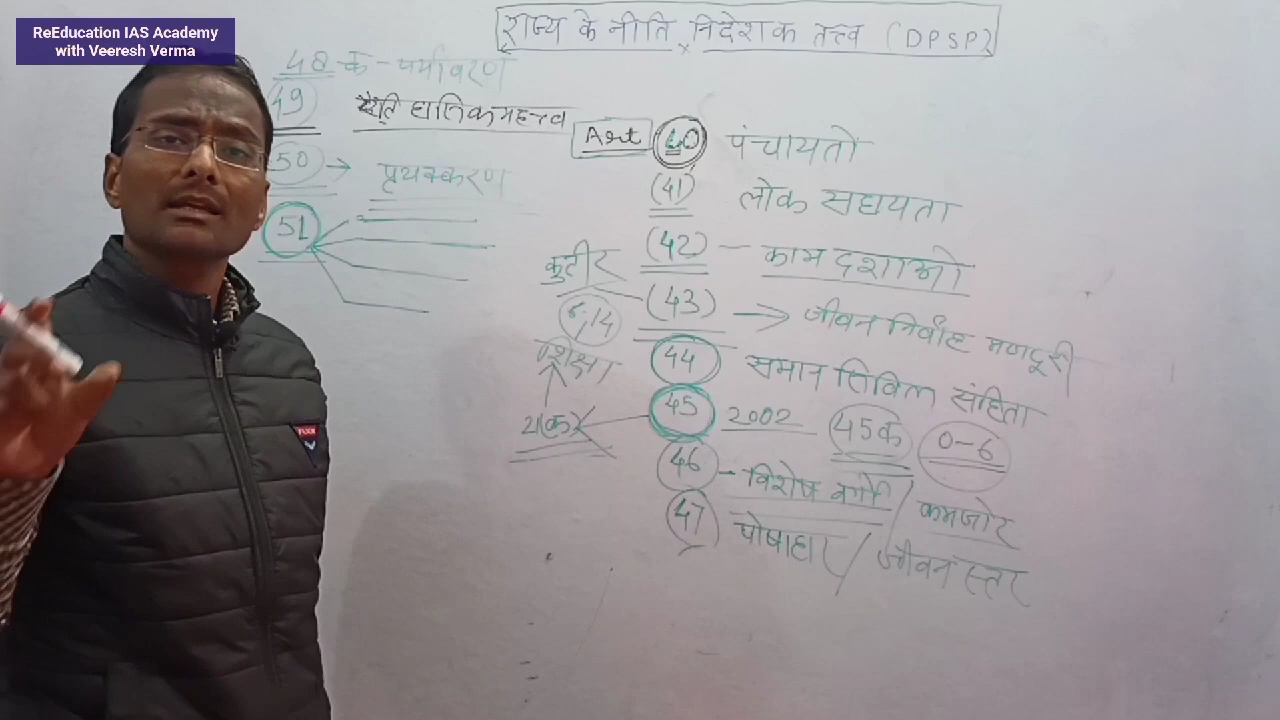 ReEducation IAS Academy
with Veeresh Verma
राज्य के नीति निदेशक तत्त्व (DPSP)
48 क - पर्यावरण
49 महत्त्व
50 → पृथक्करण
51
Art 40 पंचायतो
(41) लोक सहायता
(42) - काम दशाओ
कुटीर (43) → जीवन निर्वाह मजदूरी
6,14
शिक्षा
44 समान सिविल संहिता
21(क) 45 2002 45क 0-6
46 - विशेष वर्गो / कमजोर
47 पोषाहार / जीवन स्तर